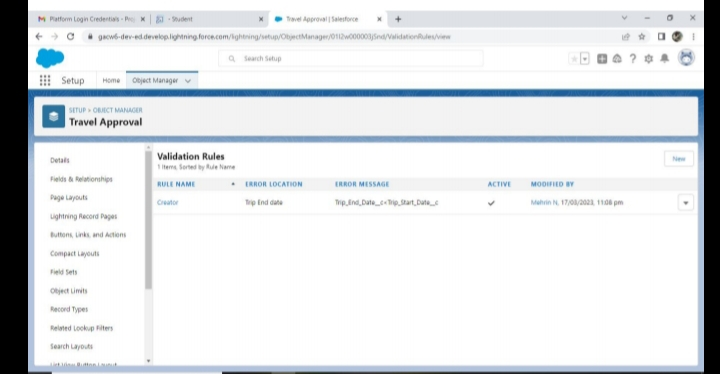 Platform Login Credentials - Proj
- Student
Travel Approval | Salesforce
gacw6-dev-ed.develop.lightning.force.com/lightning/setup/ObjectManager/01I2w000003jSnd/ValidationRules/view
Search Setup
Setup Home Object Manager
SETUP > OBJECT MANAGER
Travel Approval
Details
Fields & Relationships
Page Layouts
Lightning Record Pages
Buttons, Links, and Actions
Compact Layouts
Field Sets
Object Limits
Record Types
Related Lookup Filters
Search Layouts
List View Button Layout
Validation Rules
1 Items, Sorted by Rule Name
New
RULE NAME ERROR LOCATION ERROR MESSAGE ACTIVE MODIFIED BY
Creator Trip End date Trip_End_Date__c<Trip_Start_Date__c Mehrin N, 17/03/2023, 11:08 pm